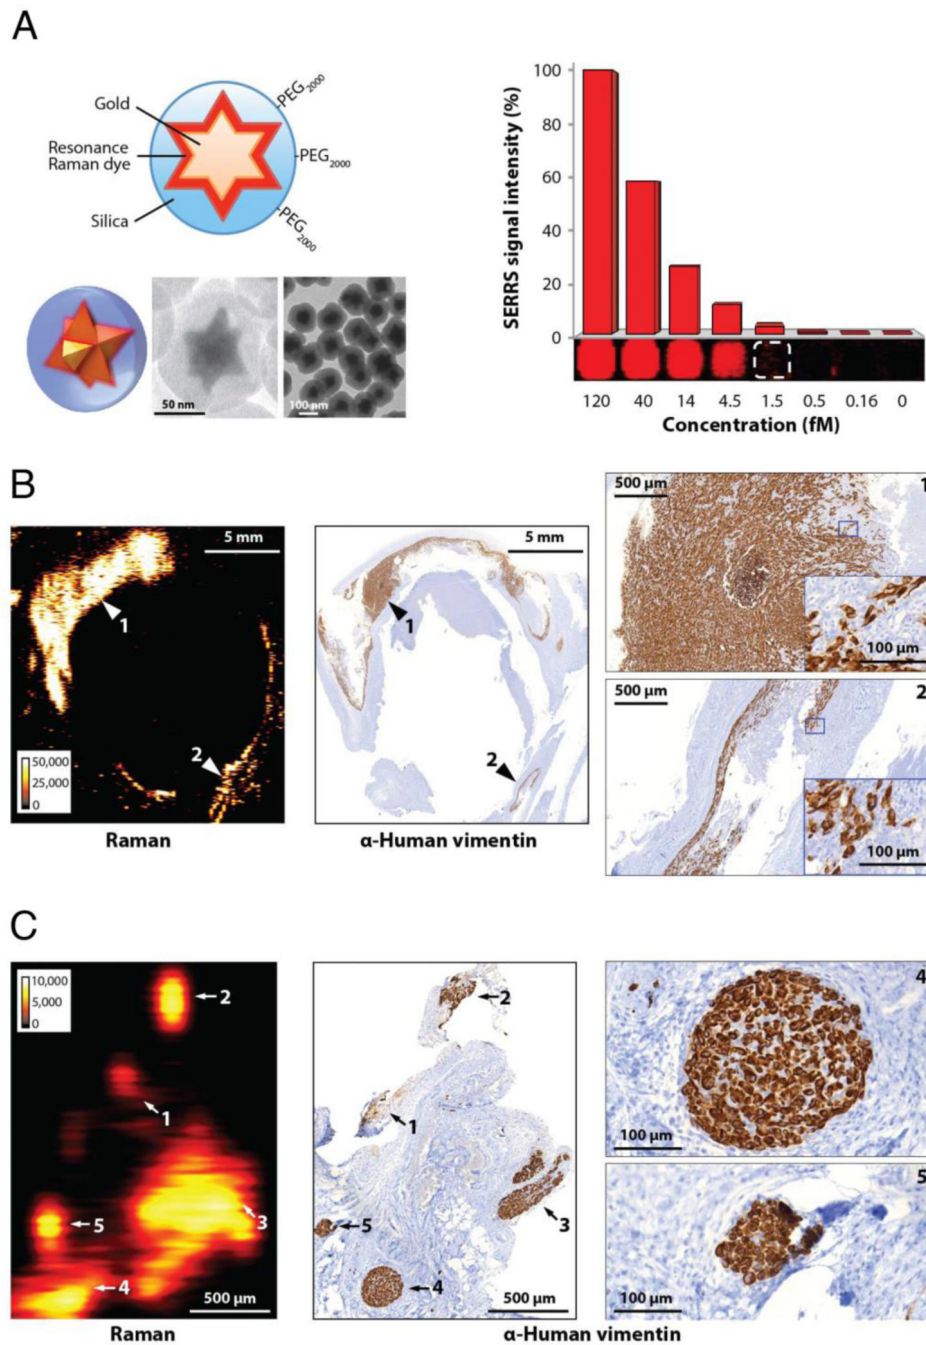 A
Gold
Resonance
Raman dye
Silica
-PEG2000
-PEG2000
-PEG2000
50 nm
100 nm
SERRS signal intensity (%)
100
80
60
40
20
0
120 40 14 4.5 1.5 0.5 0.16 0
Concentration (fM)
B
5 mm
1
2
50,000
25,000
0
Raman
5 mm
1
2
α-Human vimentin
500 µm
1
100 µm
500 µm
2
100 µm
C
10,000
5,000
0
2
1
5
3
4
500 µm
Raman
2
1
3
5
4
500 µm
α-Human vimentin
4
100 µm
5
100 µm